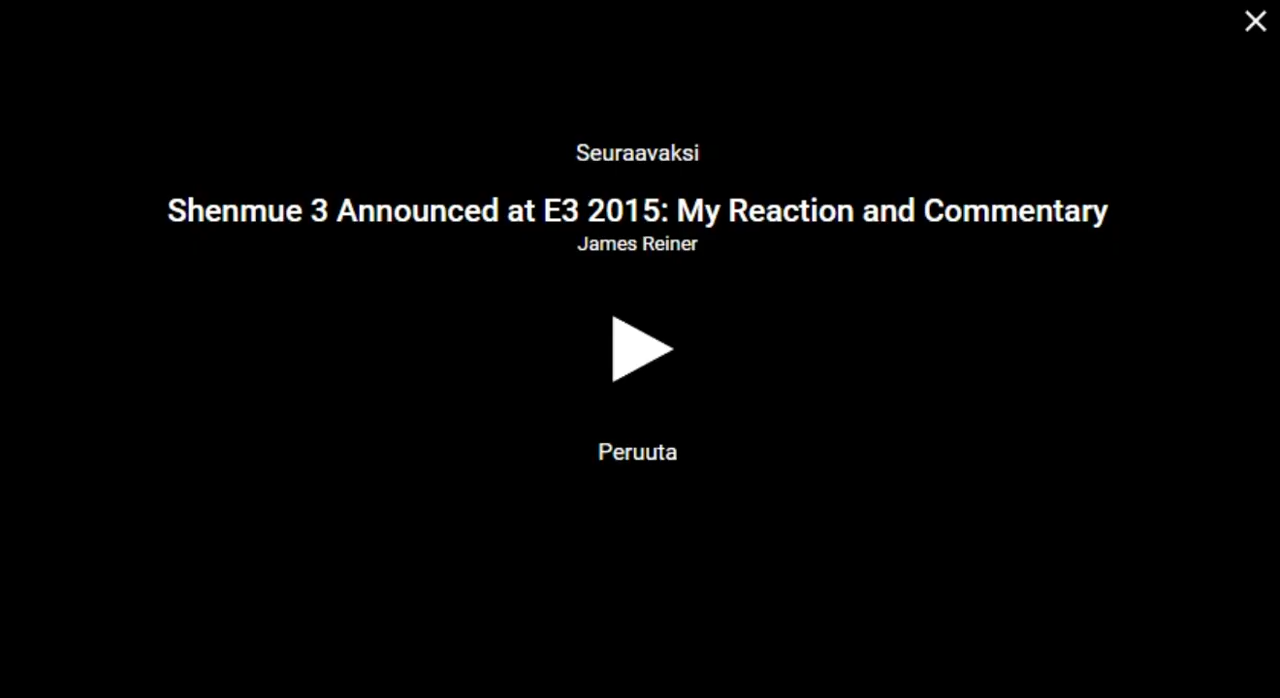 Seuraavaksi
Shenmue 3 Announced at E3 2015: My Reaction and Commentary
James Reiner
Peruuta